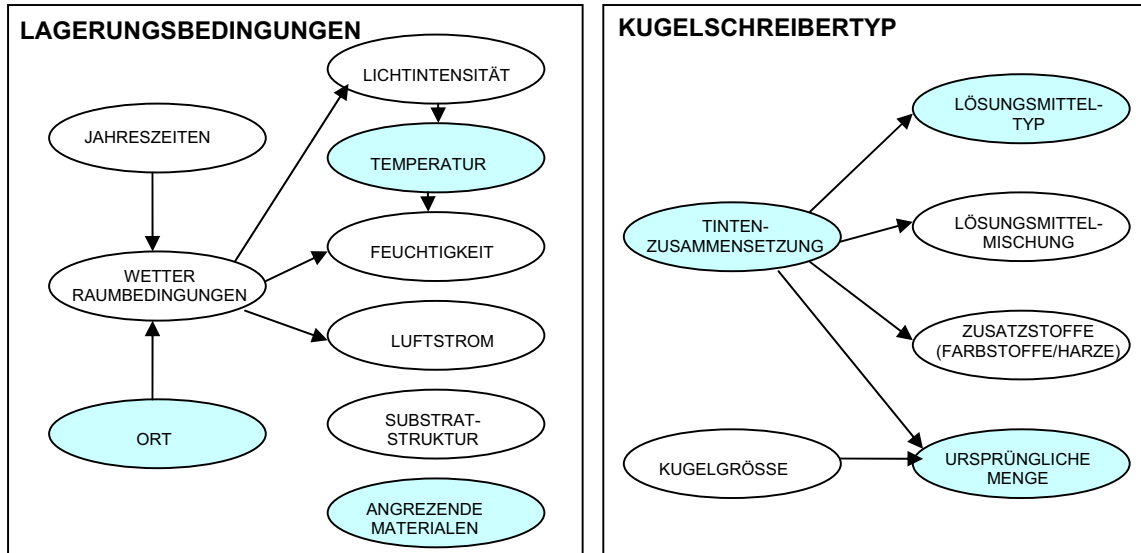 LAGERUNGSBEDINGUNGEN
LICHTINTENSITÄT
JAHRESZEITEN
TEMPERATUR
FEUCHTIGKEIT
WETTER
RAUMBEDINGUNGEN
LUFTSTROM
ORT
SUBSTRAT-
STRUKTUR
ANGREZENDE
MATERIALEN
KUGELSCHREIBERTYP
LÖSUNGSMITTEL-
TYP
TINTEN-
ZUSAMMENSETZUNG
LÖSUNGSMITTEL-
MISCHUNG
ZUSATZSTOFFE
(FARBSTOFFE/HARZE)
KUGELGRÖSSE
URSPRÜNGLICHE
MENGE